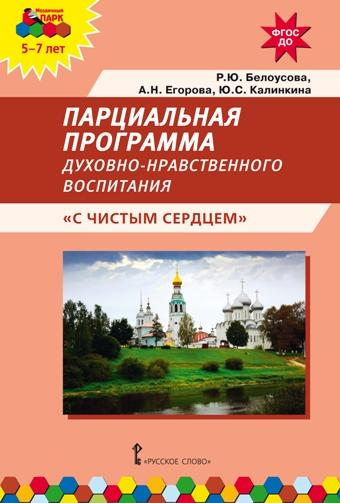 Мозаичный
ПАРК
5–7 лет
ФГОС
ДО
Р.Ю. Белоусова,
А.Н. Егорова, Ю.С. Калинкина
ПАРЦИАЛЬНАЯ
ПРОГРАММА
ДУХОВНО-НРАВСТВЕННОГО
ВОСПИТАНИЯ
«С ЧИСТЫМ СЕРДЦЕМ»
«РУССКОЕ СЛОВО»